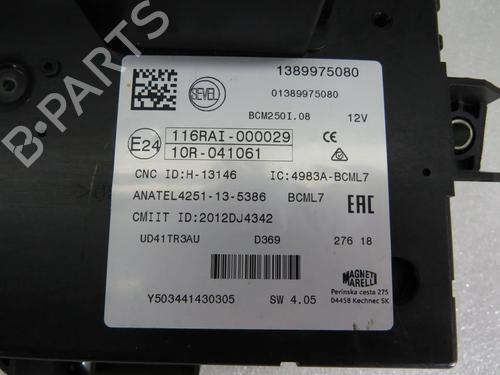 B-PARTS
SEVEL
1389975080
01389975080
BCM250I.08 12V
E24
116RAI-000029
10R-041061
CE
CNC ID:H-13146 IC:4983A-BCML7
ANATEL4251-13-5386 BCML7
EAC
CMIIT ID:2012DJ4342
UD41TR3AU D369 276 18
MAGNETI
MARELLI
Perinska cesta 275
04458 Kechnec SK
Y503441430305 SW 4.05